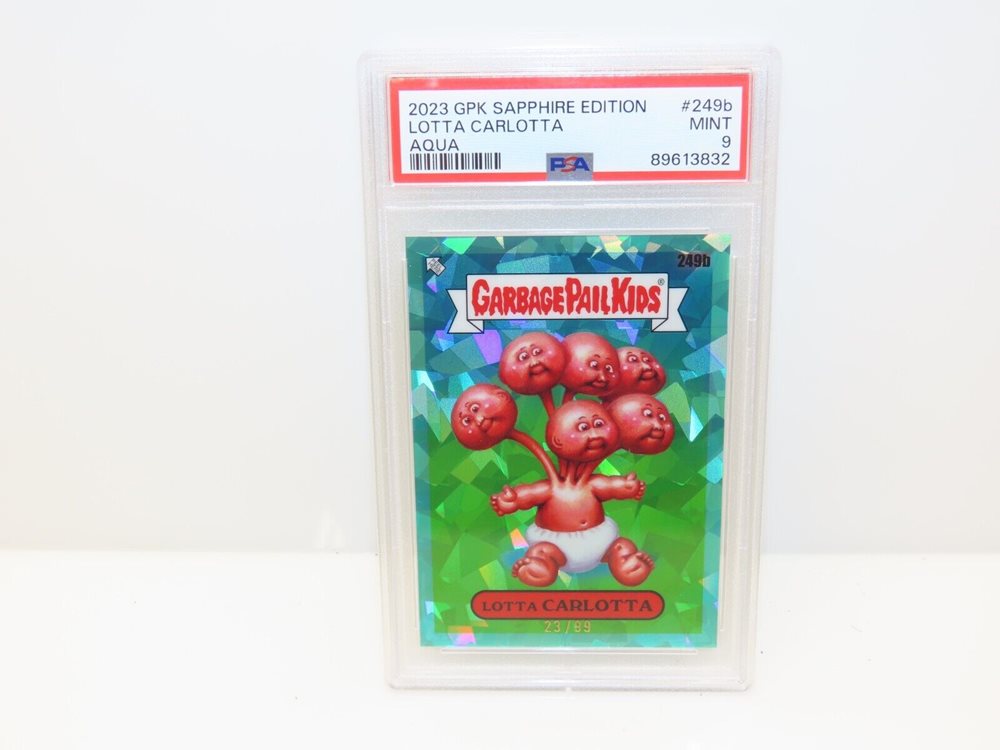 2023 GPK SAPPHIRE EDITION #249b
LOTTA CARLOTTA MINT
AQUA 9
PSA 89613832
249b
GARBAGE PAIL KIDS®
LOTTA CARLOTTA
23/89